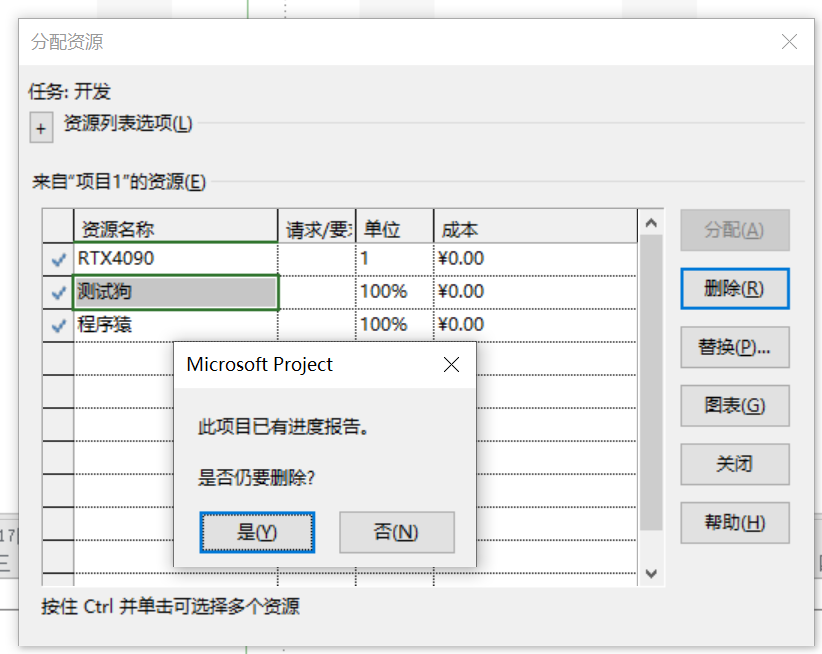 分配资源
任务: 开发
+ 资源列表选项(L)
来自“项目1”的资源(E)
资源名称 请求/要 单位 成本
RTX4090 1 ¥0.00
测试狗 100% ¥0.00
程序猿 100% ¥0.00
分配(A)
删除(R)
替换(P)...
图表(G)
关闭
帮助(H)
Microsoft Project
此项目已有进度报告。
是否仍要删除?
是(Y) 否(N)
17
三
按住 Ctrl 并单击可选择多个资源